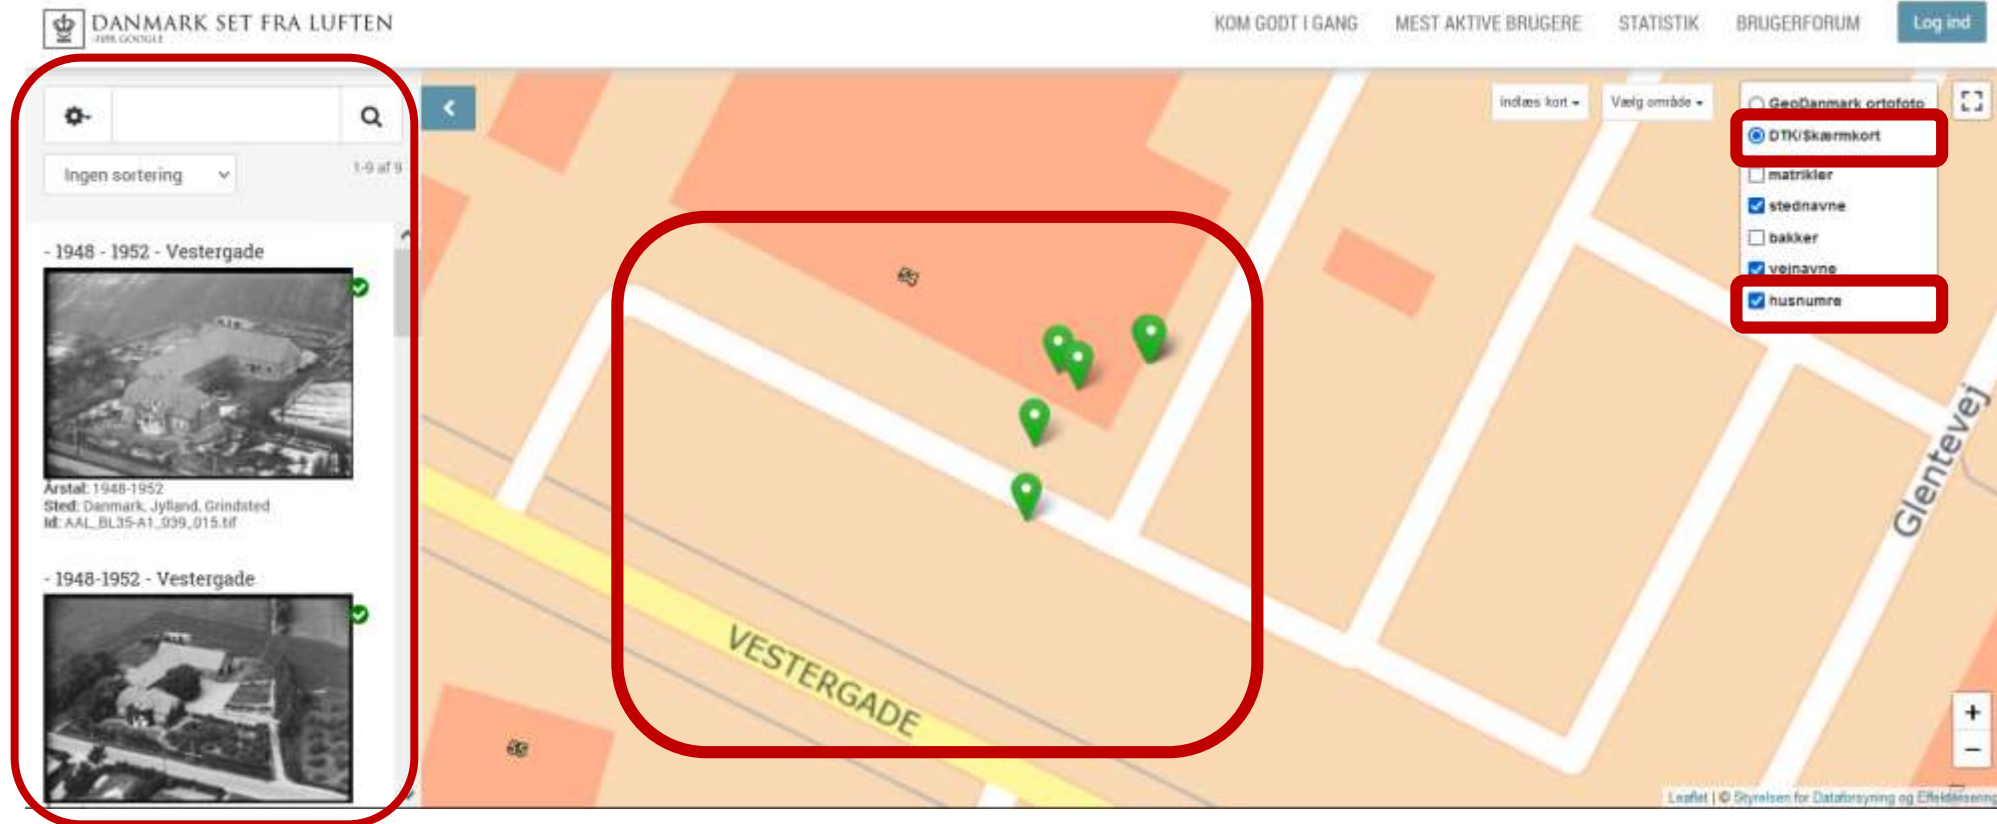 DANMARK SET FRA LUFTEN
-FØR GOOGLE
KOM GODT I GANG
MEST AKTIVE BRUGERE
STATISTIK
BRUGERFORUM
Log ind
Ingen sortering
1-9 af 9
- 1948 - 1952 - Vestergade
Årstal: 1948-1952
Sted: Danmark, Jylland, Grindsted
Id: AAL_BL35-A1_039_015.tif
- 1948-1952 - Vestergade
Indlæs kort
Vælg område
GeoDanmark ortofoto
DTK/Skærmkort
matrikler
stednavne
bakker
vejnavne
husnumre
VESTERGADE
Glentevej
+
−
Leaflet | © Styrelsen for Dataforsyning og Effektivisering